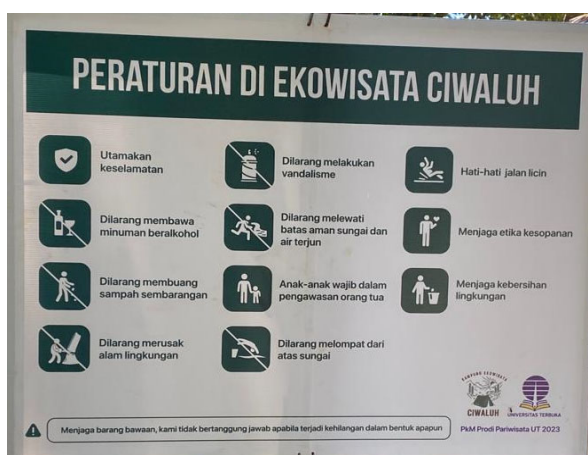 PERATURAN DI EKOWISATA CIWALUH
Utamakan
keselamatan
Dilarang membawa
minuman beralkohol
Dilarang membuang
sampah sembarangan
Dilarang merusak
alam lingkungan
Dilarang melakukan
vandalisme
Dilarang melewati
batas aman sungai dan
air terjun
Anak-anak wajib dalam
pengawasan orang tua
Dilarang melompat dari
atas sungai
Hati-hati jalan licin
Menjaga etika kesopanan
Menjaga kebersihan
lingkungan
KAMPUNG EKOWISATA
CIWALUH
UNIVERSITAS TERBUKA
PkM Prodi Pariwisata UT 2023
Menjaga barang bawaan, kami tidak bertanggung jawab apabila terjadi kehilangan dalam bentuk apapun